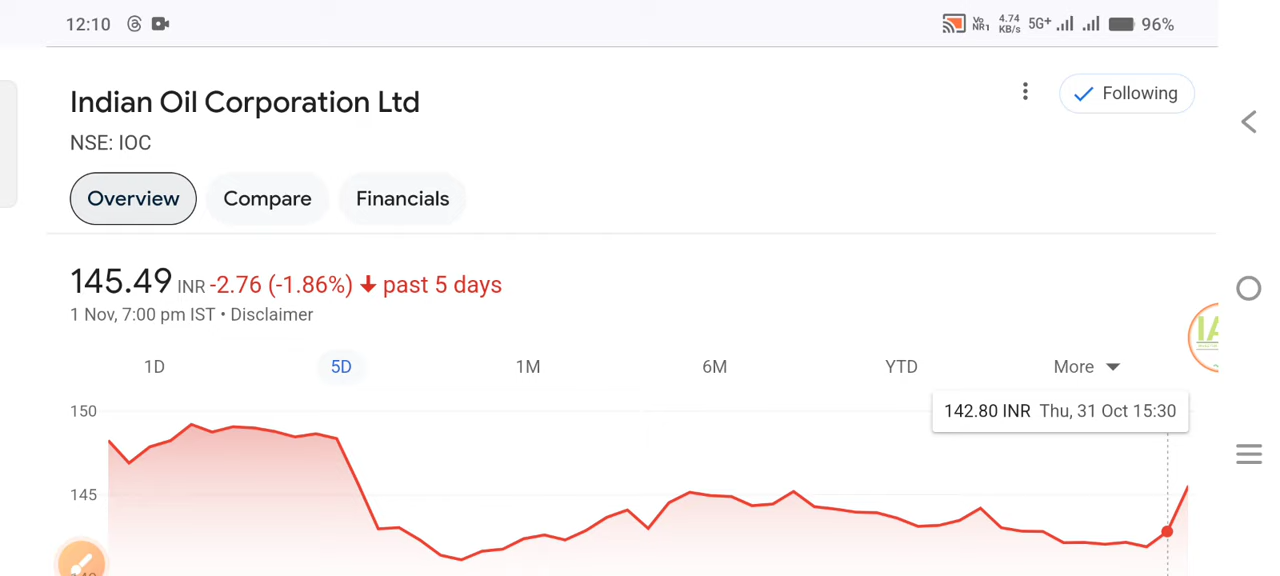 12:10 Vo NR1 4.74 KB/s 5G+ 96%
Indian Oil Corporation Ltd
Following
NSE: IOC
Overview Compare Financials
145.49 INR -2.76 (-1.86%) past 5 days
1 Nov, 7:00 pm IST • Disclaimer
1D 5D 1M 6M YTD More
150
142.80 INR Thu, 31 Oct 15:30
145